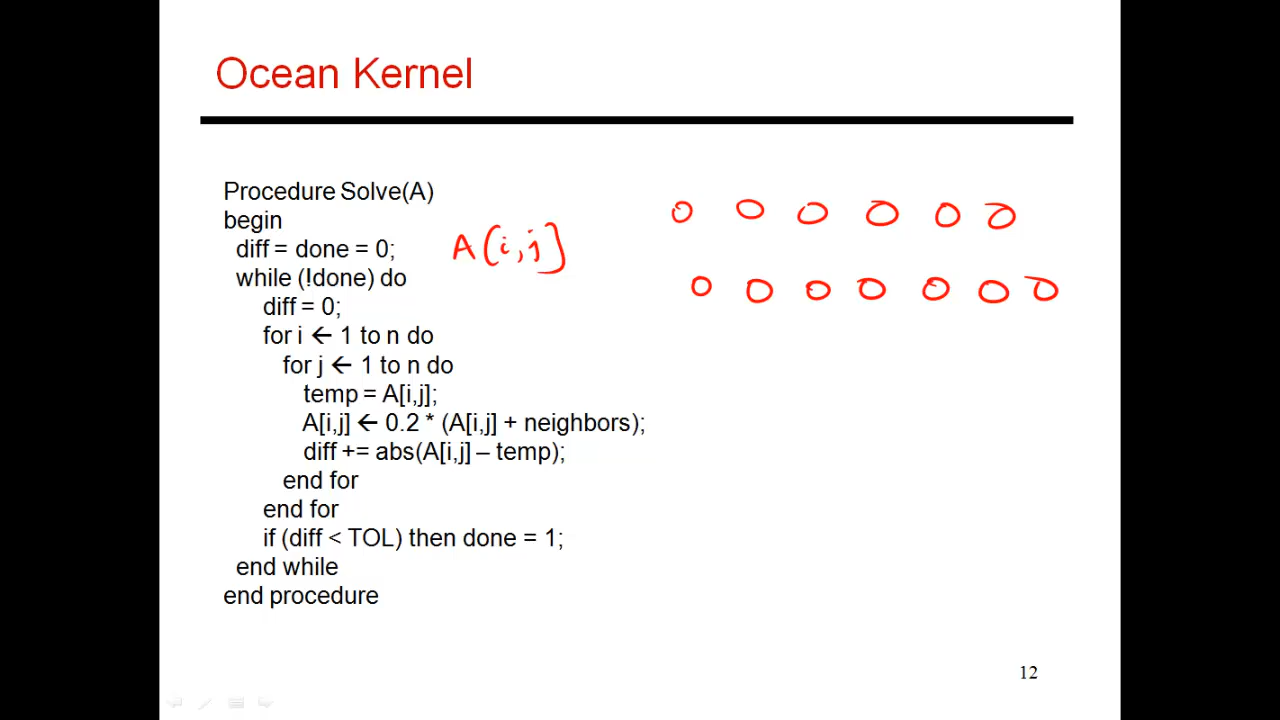 Ocean Kernel
Procedure Solve(A)
begin
diff = done = 0;
A(i,j]
while (!done) do
diff = 0;
for i ← 1 to n do
for j ← 1 to n do
temp = A[i,j];
A[i,j] ← 0.2 * (A[i,j] + neighbors);
diff += abs(A[i,j] – temp);
end for
end for
if (diff < TOL) then done = 1;
end while
end procedure
12